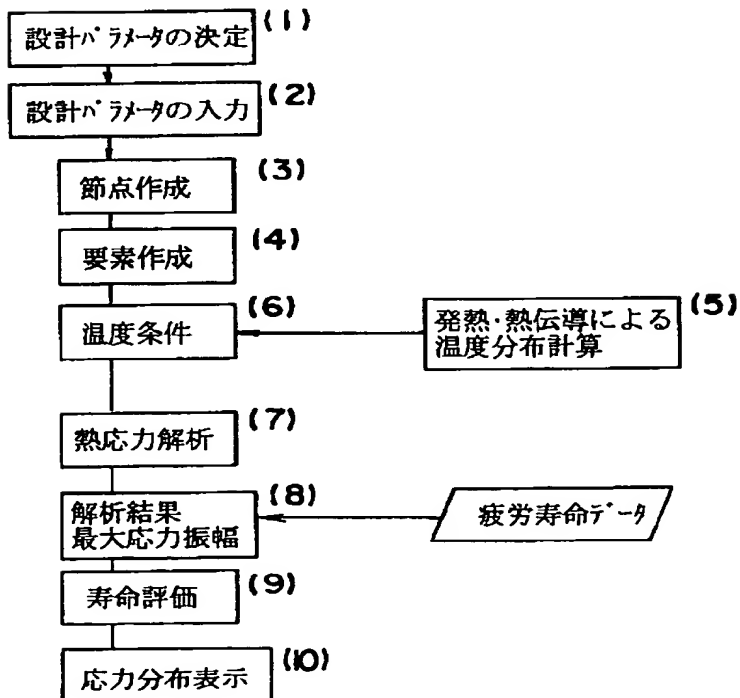 設計パラメータの決定 (1)
設計パラメータの入力 (2)
節点作成 (3)
要素作成 (4)
温度条件 (6)
発熱・熱伝導による (5)
温度分布計算
熱応力解析 (7)
解析結果 (8)
最大応力振幅
疲労寿命データ
寿命評価 (9)
応力分布表示 (10)